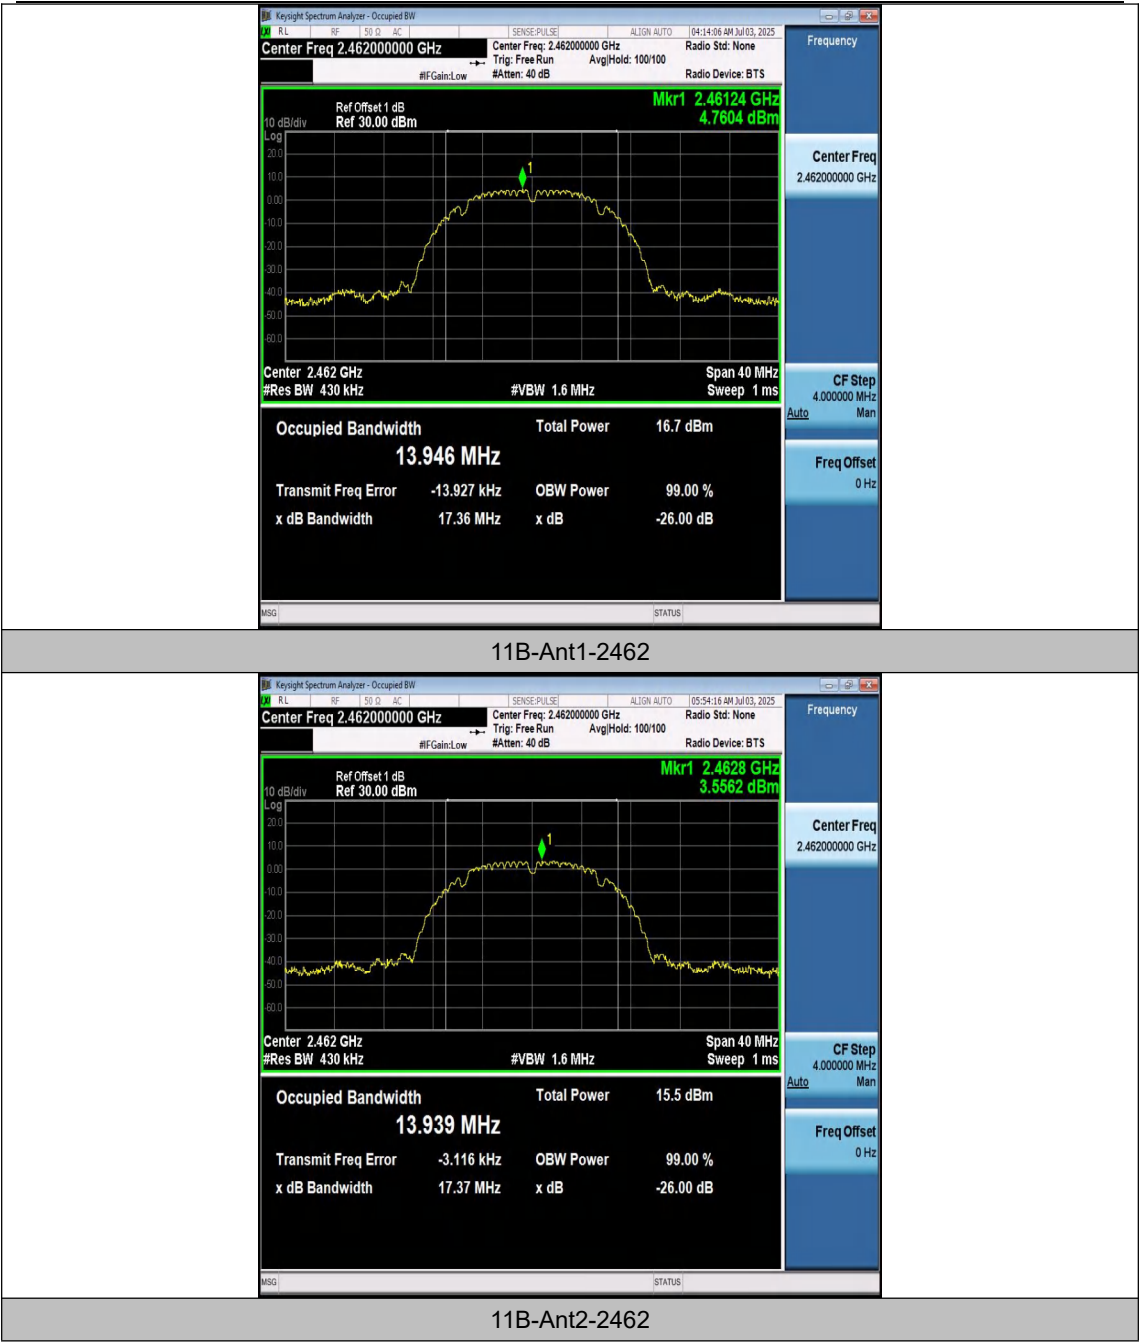 Keysight Spectrum Analyzer - Occupied BW
RL RF 50 Ω AC SENSE:PULSE ALIGN AUTO 04:14:06 AM Jul 03, 2025
Center Freq 2.462000000 GHz Center Freq: 2.462000000 GHz Radio Std: None Frequency
Trig: Free Run Avg|Hold: 100/100
#IFGain:Low #Atten: 40 dB Radio Device: BTS
Mkr1 2.46124 GHz
Ref Offset 1 dB 4.7604 dBm
10 dB/div Ref 30.00 dBm
Log
20.0
10.0
0.00
-10.0
-20.0
-30.0
-40.0
-50.0
-60.0
1
Center Freq
2.462000000 GHz
Center 2.462 GHz Span 40 MHz
#Res BW 430 kHz #VBW 1.6 MHz Sweep 1 ms
CF Step
4.000000 MHz
Auto Man
Occupied Bandwidth Total Power 16.7 dBm
13.946 MHz
Freq Offset
0 Hz
Transmit Freq Error -13.927 kHz OBW Power 99.00 %
x dB Bandwidth 17.36 MHz x dB -26.00 dB
MSG STATUS
11B-Ant1-2462
Keysight Spectrum Analyzer - Occupied BW
RL RF 50 Ω AC SENSE:PULSE ALIGN AUTO 05:54:16 AM Jul 03, 2025
Center Freq 2.462000000 GHz Center Freq: 2.462000000 GHz Radio Std: None Frequency
Trig: Free Run Avg|Hold: 100/100
#IFGain:Low #Atten: 40 dB Radio Device: BTS
Mkr1 2.4628 GHz
Ref Offset 1 dB 3.5562 dBm
10 dB/div Ref 30.00 dBm
Log
20.0
10.0
0.00
-10.0
-20.0
-30.0
-40.0
-50.0
-60.0
1
Center Freq
2.462000000 GHz
Center 2.462 GHz Span 40 MHz
#Res BW 430 kHz #VBW 1.6 MHz Sweep 1 ms
CF Step
4.000000 MHz
Auto Man
Occupied Bandwidth Total Power 15.5 dBm
13.939 MHz
Freq Offset
0 Hz
Transmit Freq Error -3.116 kHz OBW Power 99.00 %
x dB Bandwidth 17.37 MHz x dB -26.00 dB
MSG STATUS
11B-Ant2-2462